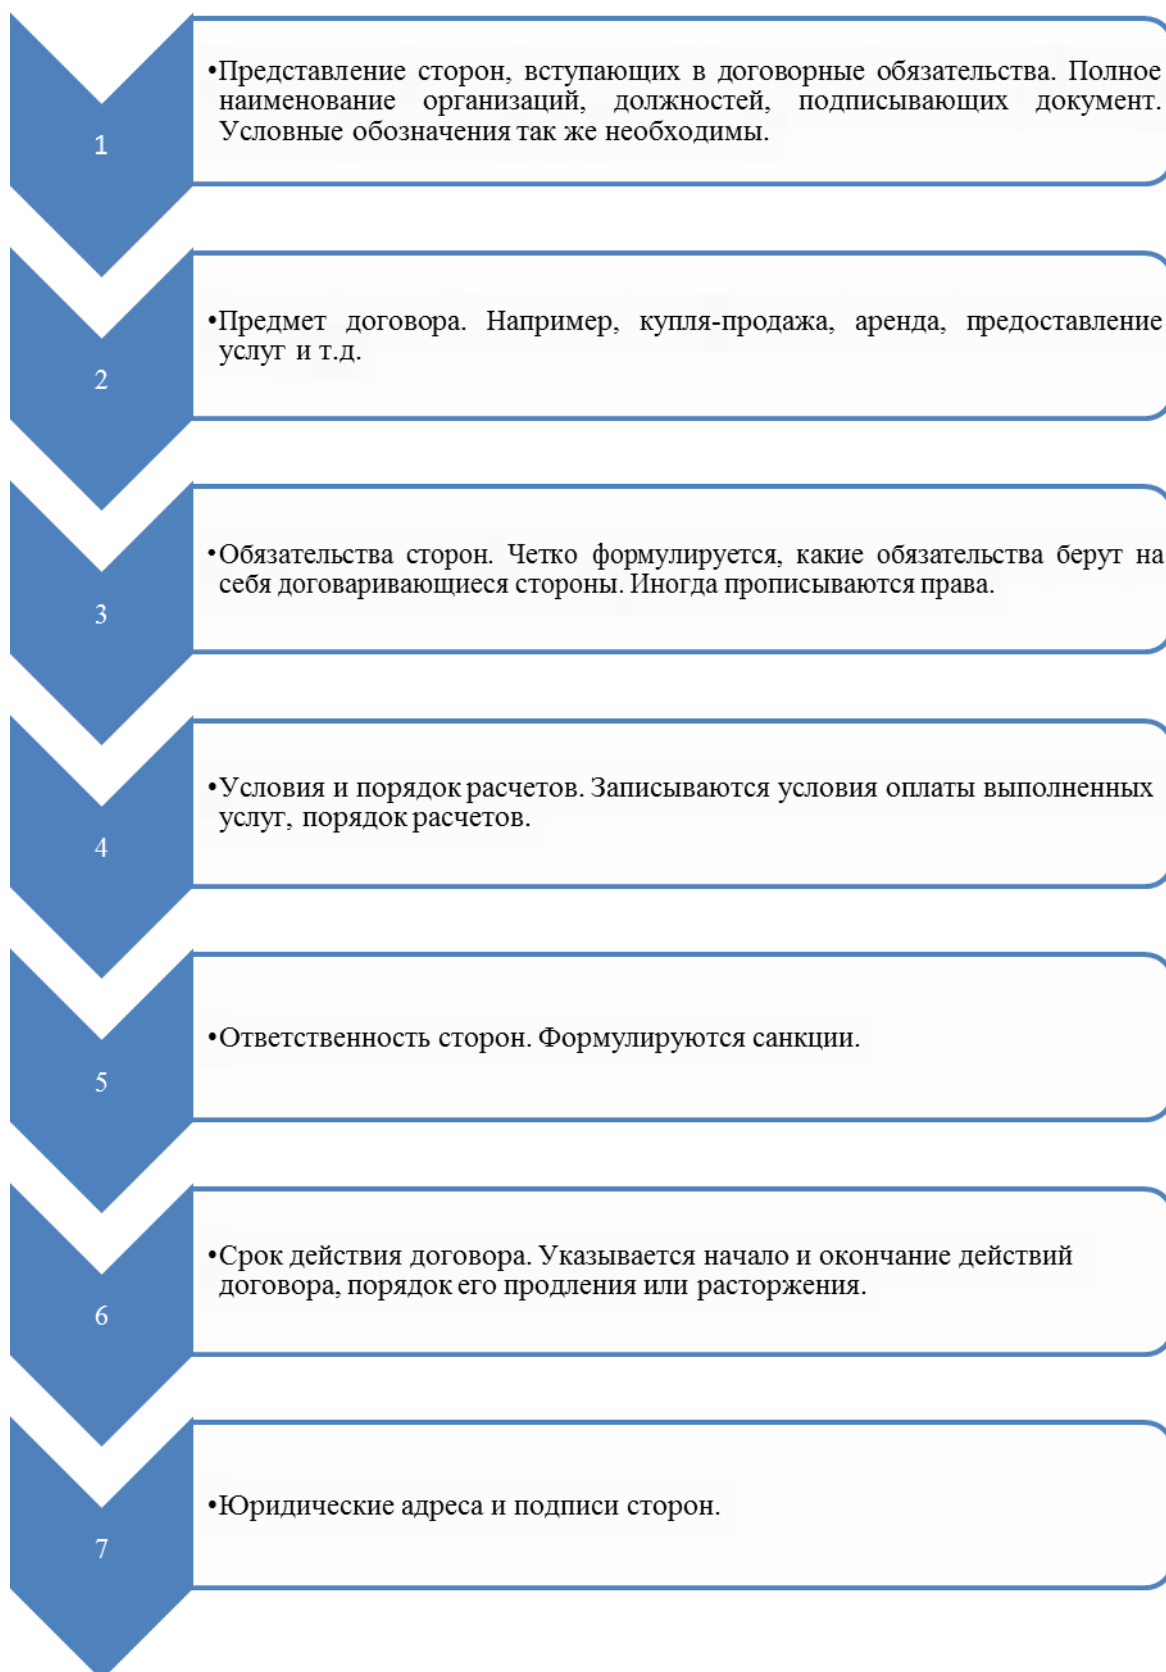 1
•Представление сторон, вступающих в договорные обязательства. Полное
наименование организаций, должностей, подписывающих документ.
Условные обозначения так же необходимы.
2
•Предмет договора. Например, купля-продажа, аренда, предоставление
услуг и т.д.
3
•Обязательства сторон. Четко формулируется, какие обязательства берут на
себя договаривающиеся стороны. Иногда прописываются права.
4
•Условия и порядок расчетов. Записываются условия оплаты выполненных
услуг, порядок расчетов.
5
•Ответственность сторон. Формулируются санкции.
6
•Срок действия договора. Указывается начало и окончание действий
договора, порядок его продления или расторжения.
7
•Юридические адреса и подписи сторон.